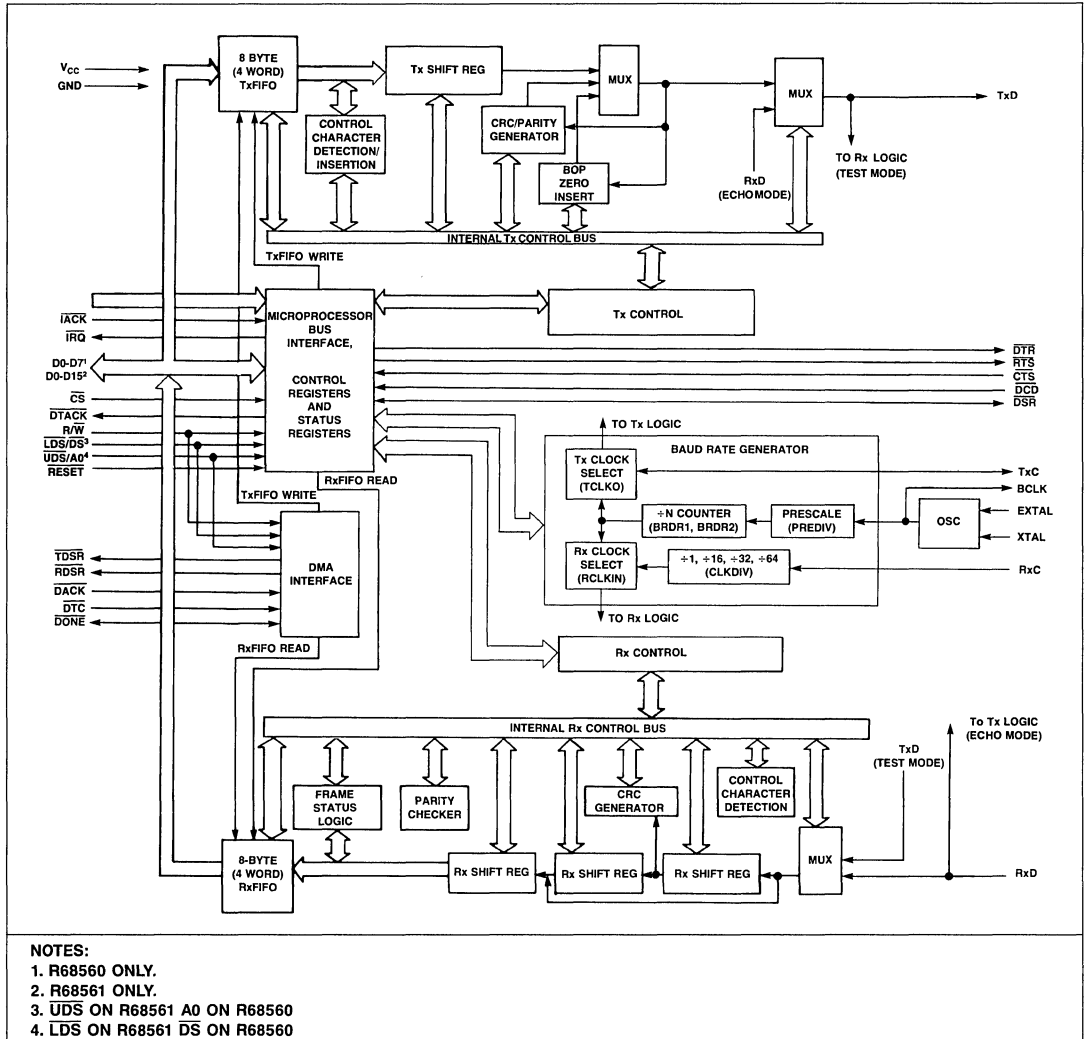 8 BYTE
(4 WORD)
TxFIFO
Tx SHIFT REG
MUX
MUX
VCC
GND
TxD
CONTROL
CHARACTER
DETECTION/
INSERTION
CRC/PARITY
GENERATOR
BOP
ZERO
INSERT
RxD
(ECHO MODE)
TO Rx LOGIC
(TEST MODE)
INTERNAL Tx CONTROL BUS
TxFIFO WRITE
MICROPROCESSOR
BUS
INTERFACE,
CONTROL
REGISTERS
AND
STATUS
REGISTERS
Tx CONTROL
IACK
IRQ
D0-D7¹
D0-D15²
CS
DTACK
R/W
LDS/DS³
UDS/A0⁴
RESET
DTR
RTS
CTS
DCD
DSR
TO Tx LOGIC
BAUD RATE GENERATOR
Tx CLOCK
SELECT
(TCLKO)
÷N COUNTER
(BRDR1, BRDR2)
PRESCALE
(PREDIV)
OSC
TxC
BCLK
EXTAL
XTAL
RxC
Rx CLOCK
SELECT
(RCLKIN)
÷1, ÷16, ÷32, ÷64
(CLKDIV)
TO Rx LOGIC
RxFIFO READ
TxFIFO WRITE
DMA
INTERFACE
TDSR
RDSR
DACK
DTC
DONE
RxFIFO READ
Rx CONTROL
INTERNAL Rx CONTROL BUS
To Tx LOGIC
(ECHO MODE)
TxD
(TEST MODE)
FRAME
STATUS
LOGIC
PARITY
CHECKER
CRC
GENERATOR
CONTROL
CHARACTER
DETECTION
8-BYTE
(4 WORD)
RxFIFO
Rx SHIFT REG
Rx SHIFT REG
Rx SHIFT REG
MUX
RxD
NOTES:
1. R68560 ONLY.
2. R68561 ONLY.
3. UDS ON R68561 A0 ON R68560
4. LDS ON R68561 DS ON R68560